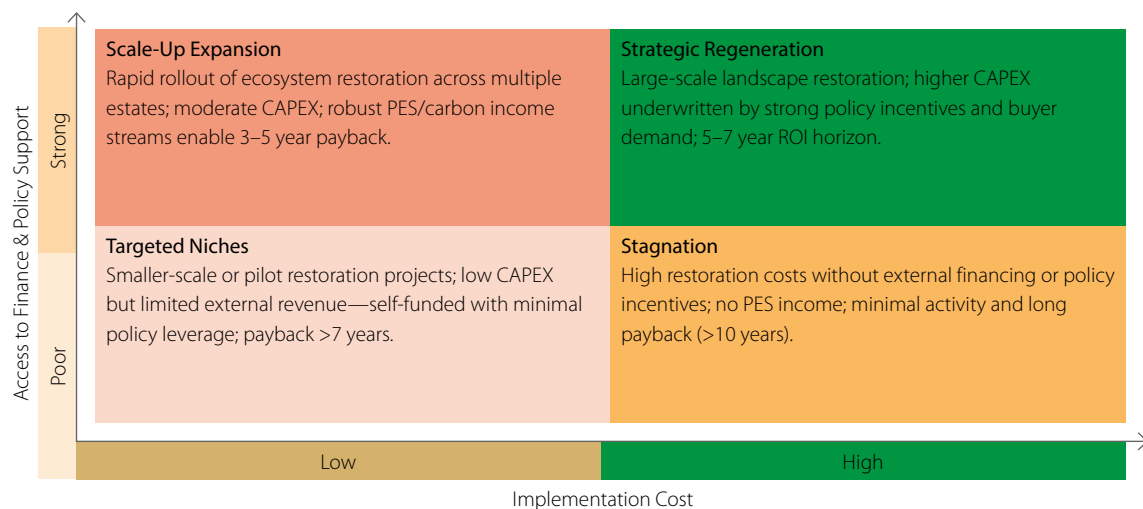 Access to Finance & Policy Support
Strong
Poor
Scale-Up Expansion
Rapid rollout of ecosystem restoration across multiple
estates; moderate CAPEX; robust PES/carbon income
streams enable 3–5 year payback.
Strategic Regeneration
Large-scale landscape restoration; higher CAPEX
underwritten by strong policy incentives and buyer
demand; 5–7 year ROI horizon.
Targeted Niches
Smaller-scale or pilot restoration projects; low CAPEX
but limited external revenue—self-funded with minimal
policy leverage; payback >7 years.
Stagnation
High restoration costs without external financing or policy
incentives; no PES income; minimal activity and long
payback (>10 years).
Low
High
Implementation Cost